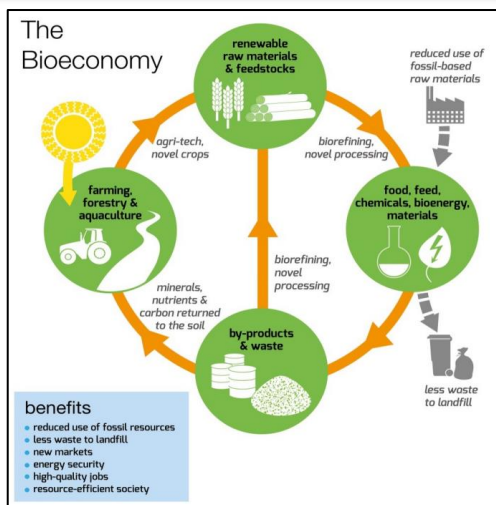 The
Bioeconomy
renewable
raw materials
& feedstocks
reduced use of
fossil-based
raw materials
agri-tech,
novel crops
biorefining,
novel processing
farming,
forestry &
aquaculture
food, feed,
chemicals, bioenergy,
materials
minerals,
nutrients &
carbon returned
to the soil
biorefining,
novel
processing
by-products
& waste
less waste
to landfill
benefits
reduced use of fossil resources
less waste to landfill
new markets
energy security
high-quality jobs
resource-efficient society